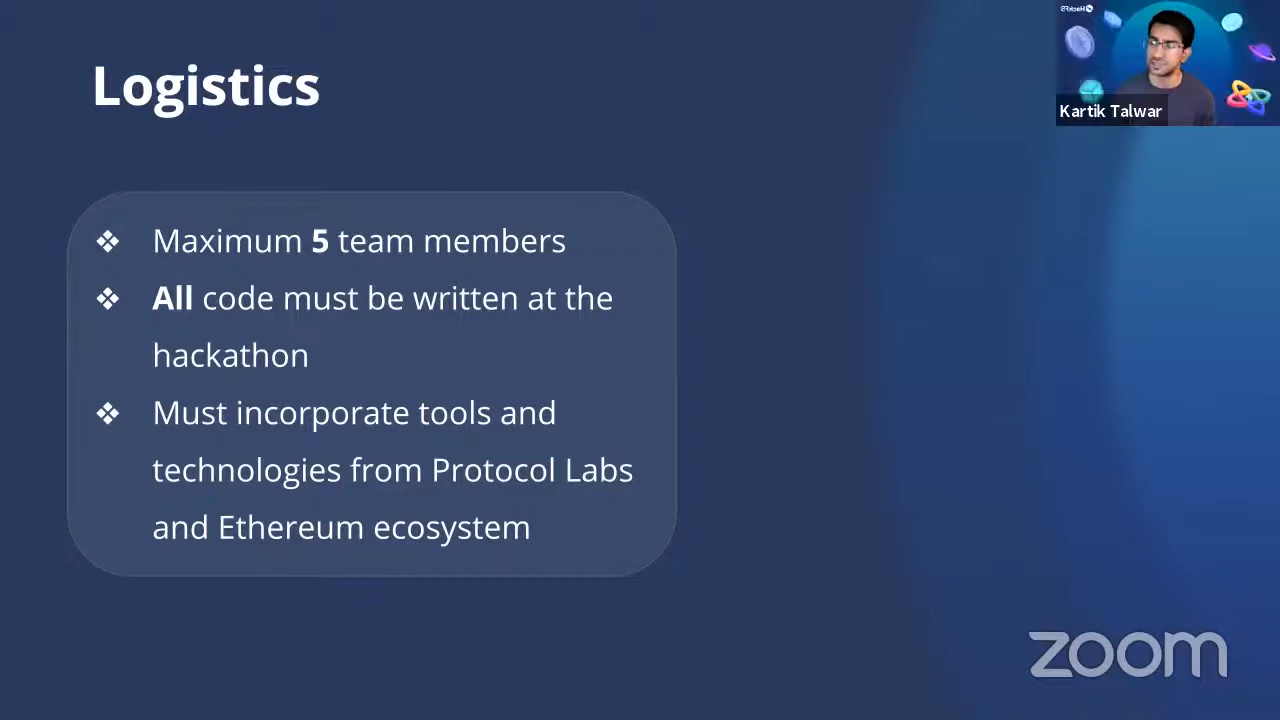 Logistics
HackFS
Kartik Talwar
❖ Maximum 5 team members
❖ All code must be written at the
hackathon
❖ Must incorporate tools and
technologies from Protocol Labs
and Ethereum ecosystem
zoom